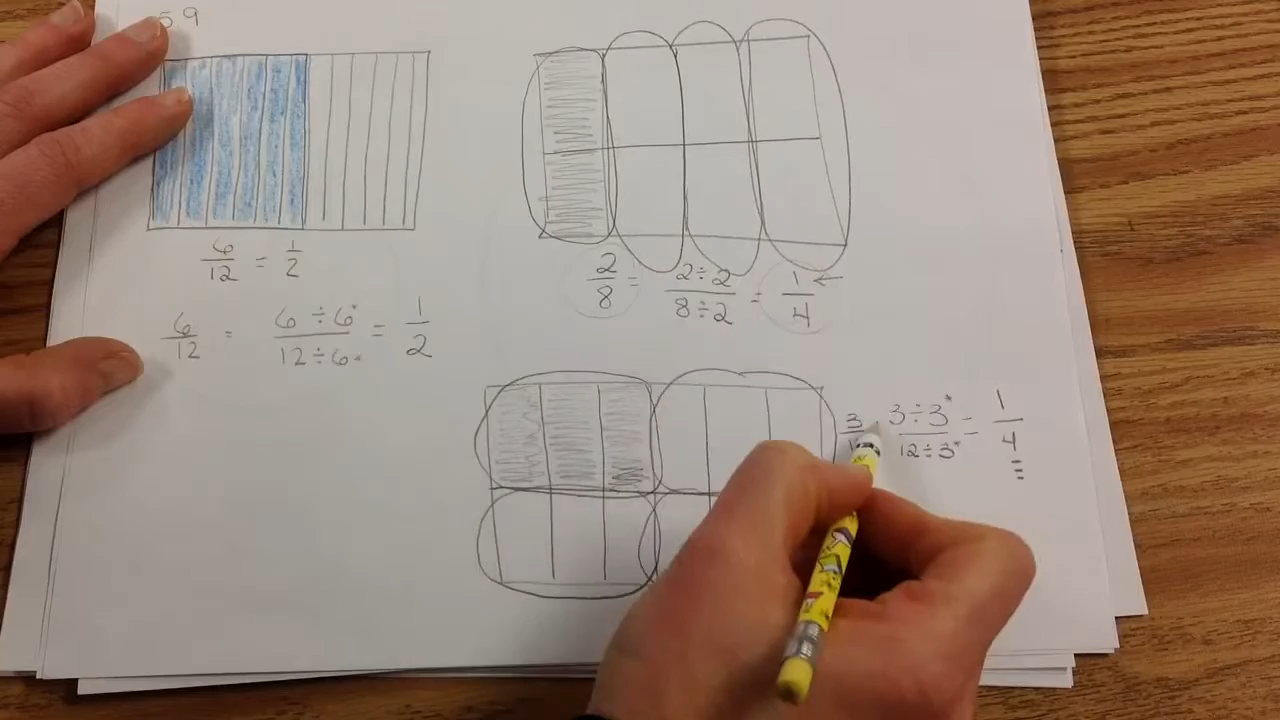 59
6/12 = 1/2
6/12 = 6÷6/12÷6 = 1/2
2/8 = 2÷2/8÷2 = 1/4 ←
3÷3/12÷3 = 1/4